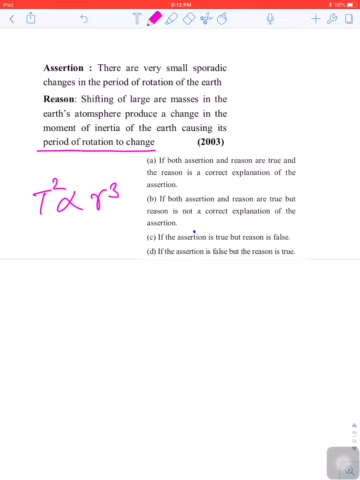 iPad
5:12 PM
18%
Assertion : There are very small sporadic
changes in the period of rotation of the earth
Reason: Shifting of large are masses in the
earth's atomsphere produce a change in the
moment of inertia of the earth causing its
period of rotation to change (2003)
(a) If both assertion and reason are true and
the reason is a correct explanation of the
assertion.
(b) If both assertion and reason are true but
reason is not a correct explanation of the
assertion.
(c) If the assertion is true but reason is false.
(d) If the assertion is false but the reason is true.
T² ∝ r³